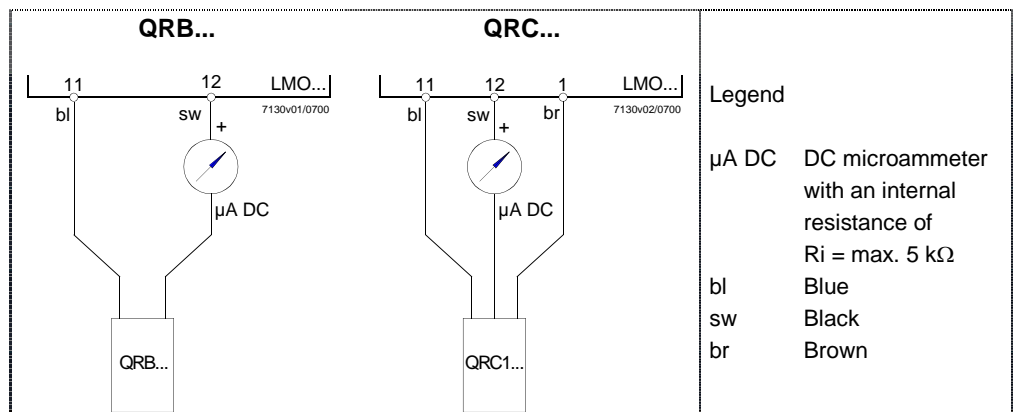 QRB...
11
12
LMO...
bl
sw
7130v01/0700
+
µA DC
QRB...
QRC...
11
12
1
LMO...
bl
sw
br
7130v02/0700
+
µA DC
QRC1...
Legend
µA DC DC microammeter
with an internal
resistance of
Ri = max. 5 kΩ
bl Blue
sw Black
br Brown